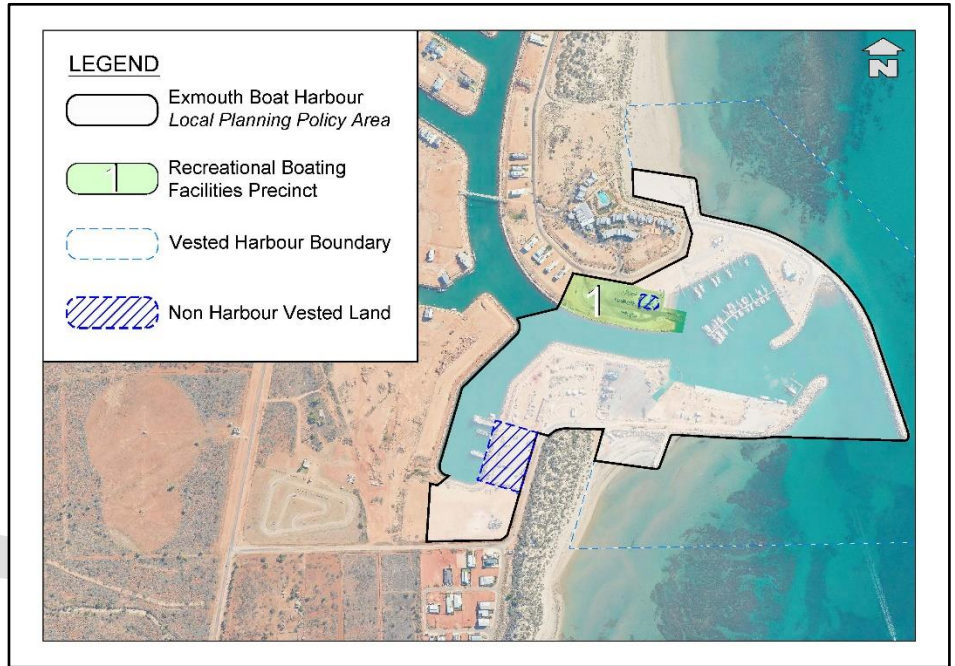 LEGEND
Exmouth Boat Harbour
Local Planning Policy Area
1
Recreational Boating
Facilities Precinct
Vested Harbour Boundary
Non Harbour Vested Land
N
1